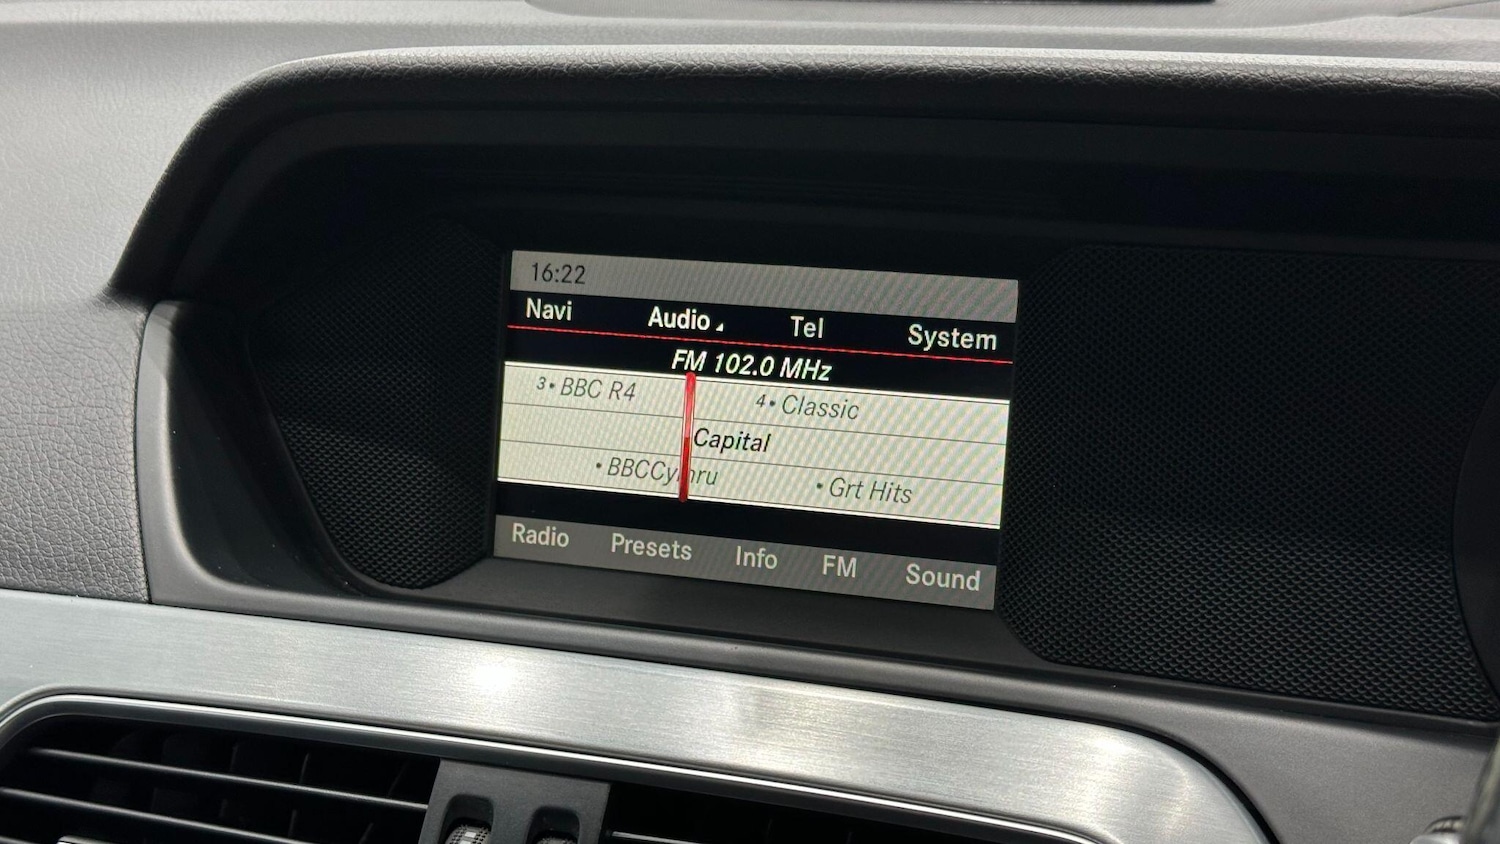 16:22
Navi Audio Tel System
FM 102.0 MHz
3• BBC R4 4• Classic
Capital
• BBCCymru • Grt Hits
Radio Presets Info FM Sound